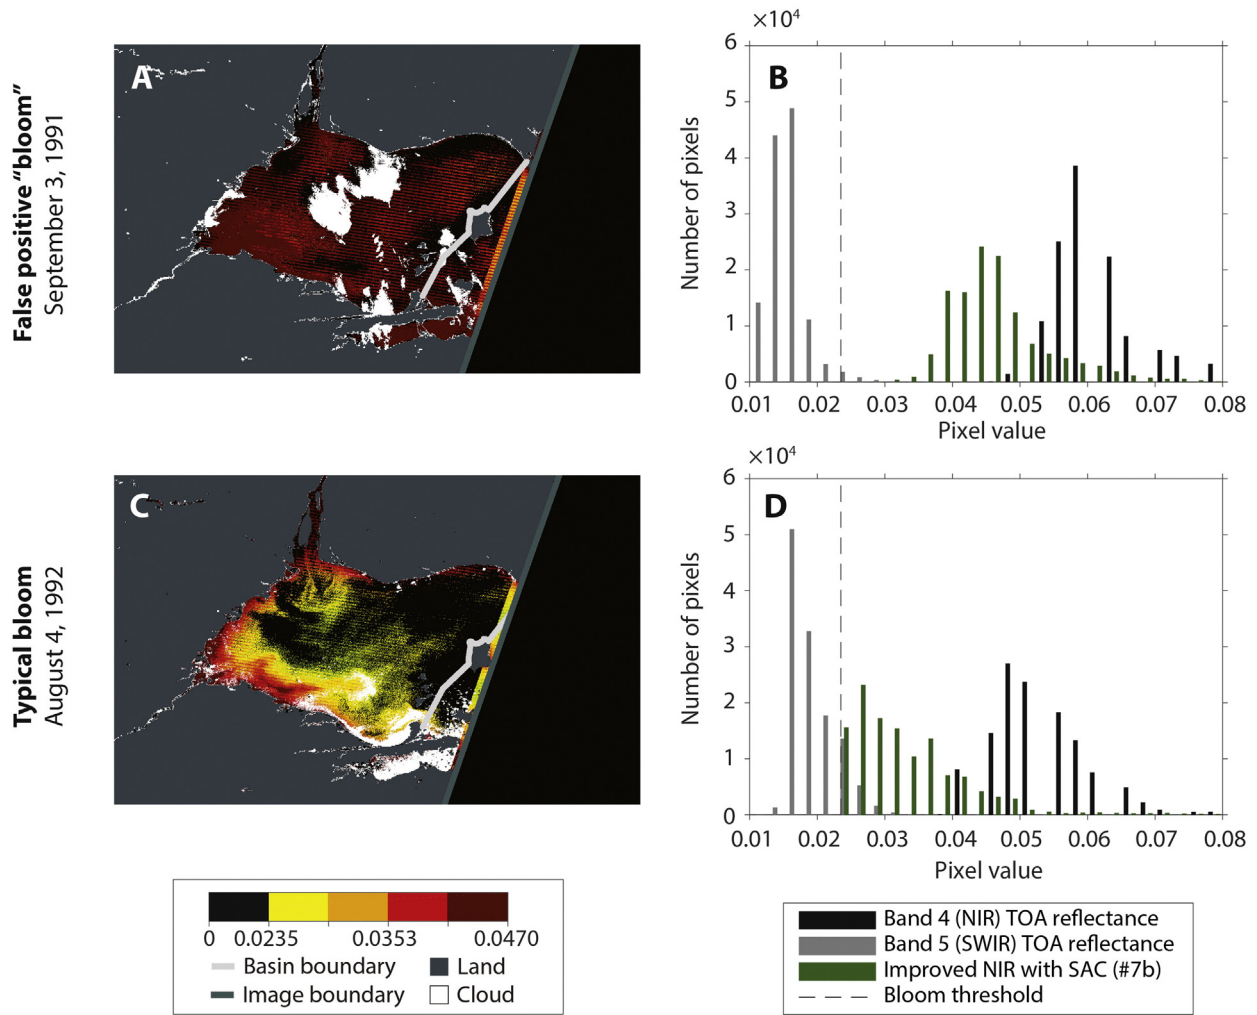 False positive “bloom”
September 3, 1991
A
×10⁴
B
6
5
4
3
2
1
0
Number of pixels
0.01 0.02 0.03 0.04 0.05 0.06 0.07 0.08
Pixel value
Typical bloom
August 4, 1992
C
×10⁴
D
6
5
4
3
2
1
0
Number of pixels
0.01 0.02 0.03 0.04 0.05 0.06 0.07 0.08
Pixel value
0 0.0235 0.0353 0.0470
Basin boundary Land
Image boundary Cloud
Band 4 (NIR) TOA reflectance
Band 5 (SWIR) TOA reflectance
Improved NIR with SAC (#7b)
Bloom threshold